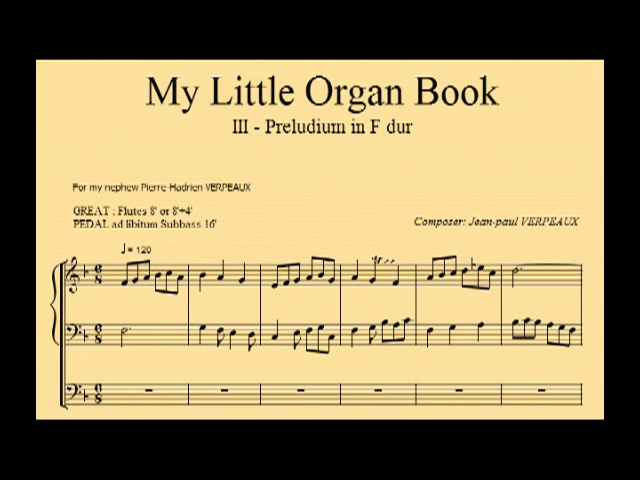 My Little Organ Book
III - Preludium in F dur
For my nephew Pierre-Hadrien VERPEAUX
GREAT : Flutes 8' or 8'+4'
PEDAL ad libitum Subbass 16'
Composer: Jean-paul VERPEAUX
♩ = 120